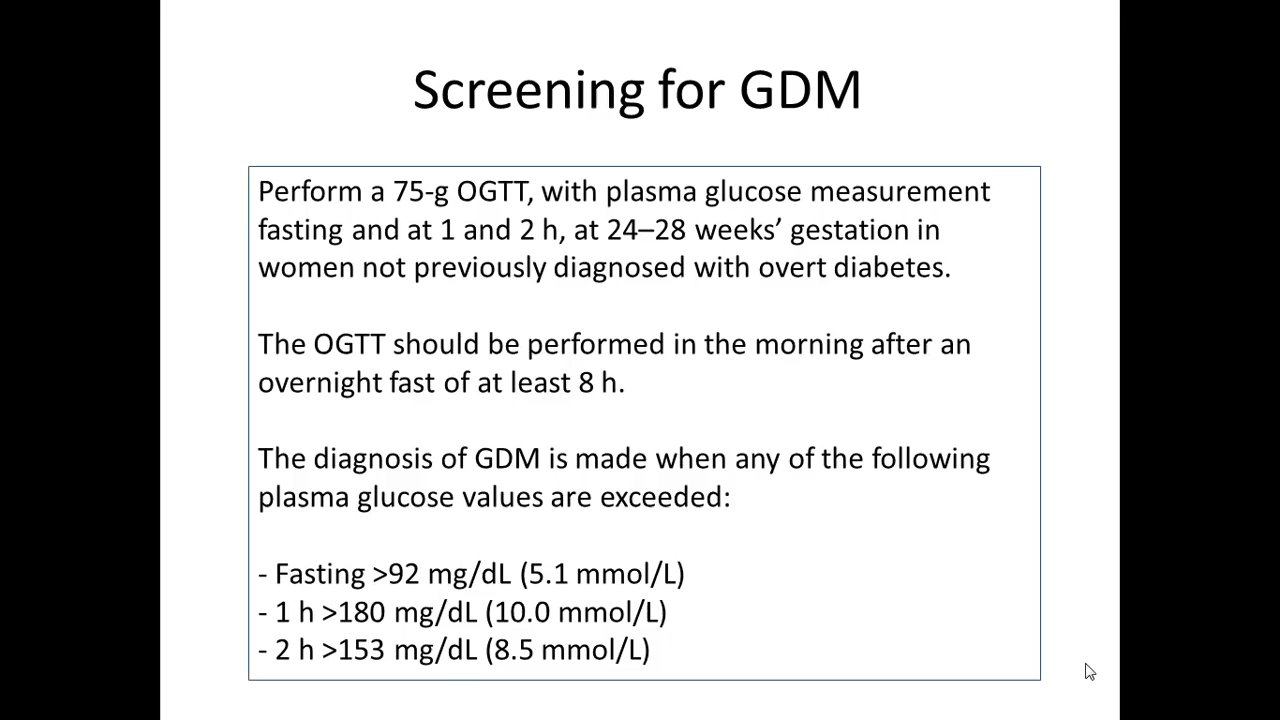 Screening for GDM
Perform a 75-g OGTT, with plasma glucose measurement
fasting and at 1 and 2 h, at 24–28 weeks’ gestation in
women not previously diagnosed with overt diabetes.
The OGTT should be performed in the morning after an
overnight fast of at least 8 h.
The diagnosis of GDM is made when any of the following
plasma glucose values are exceeded:
- Fasting >92 mg/dL (5.1 mmol/L)
- 1 h >180 mg/dL (10.0 mmol/L)
- 2 h >153 mg/dL (8.5 mmol/L)